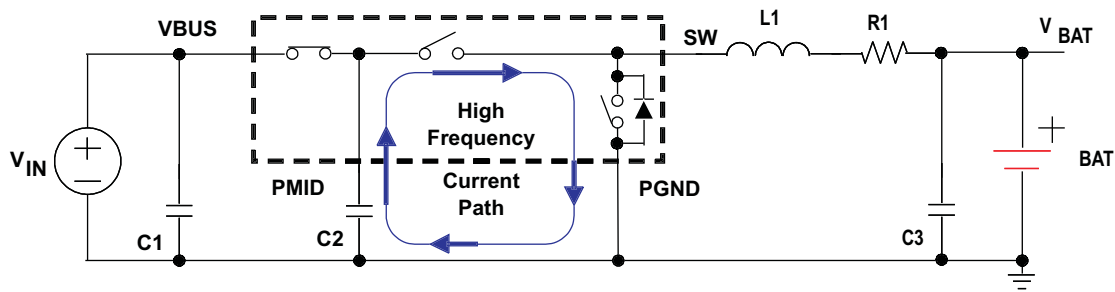 VBUS
SW
L1
R1
V BAT
High
Frequency
Current
Path
V IN
+
−
PMID
PGND
+
BAT
C1
C2
C3